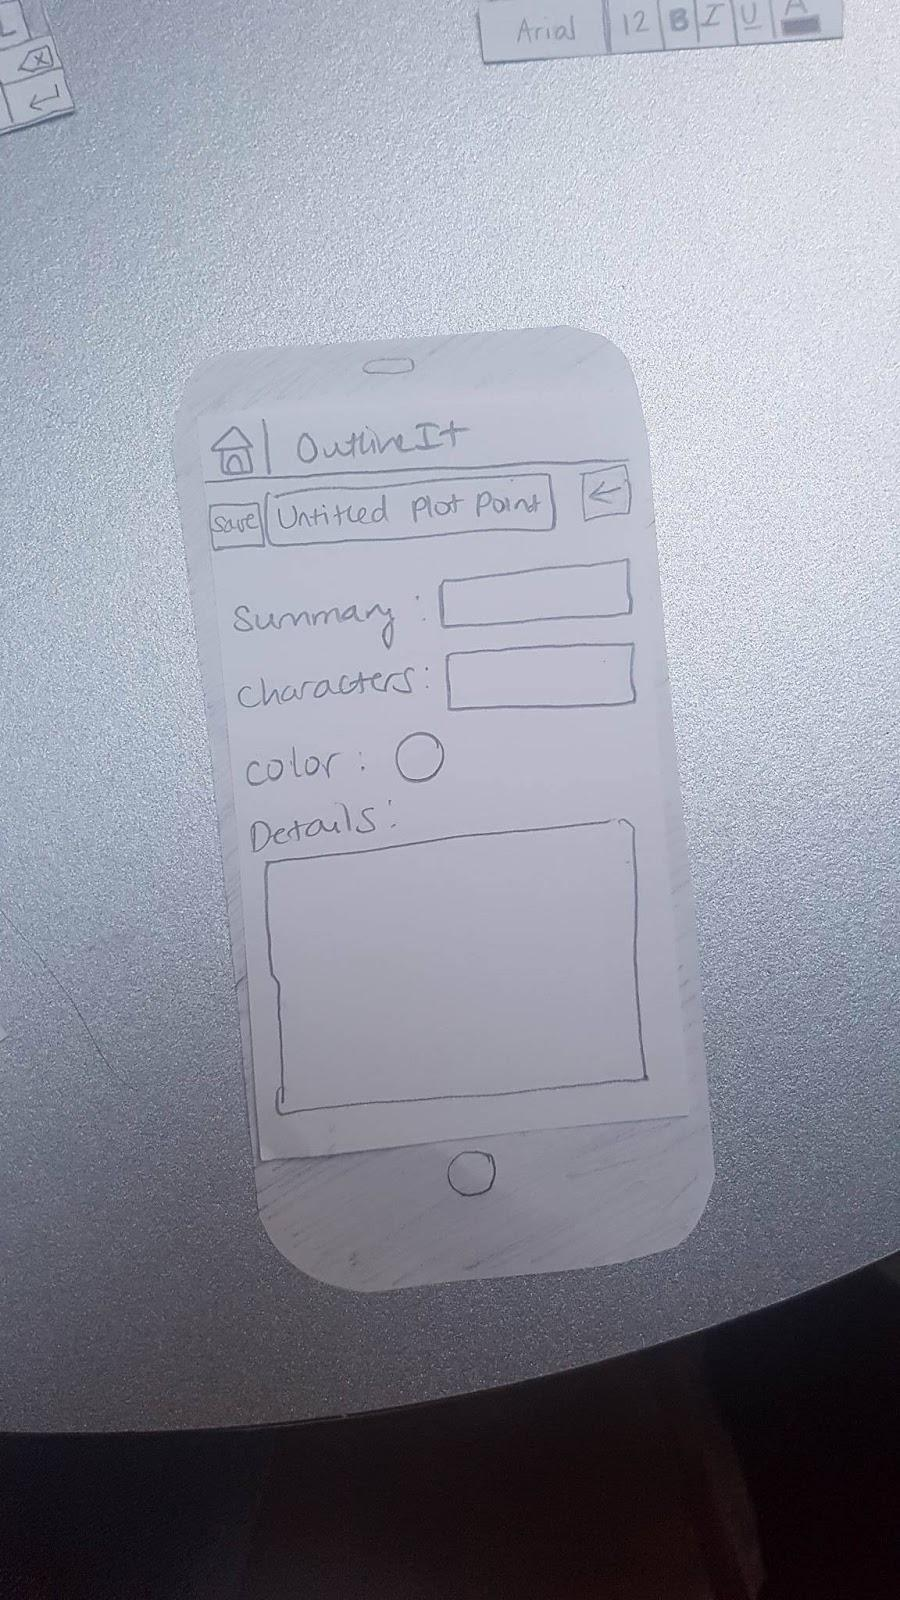 L
Arial 12 B I U A
OutlineIt
Save Untitled Plot Point
Summary:
Characters:
color:
Details: